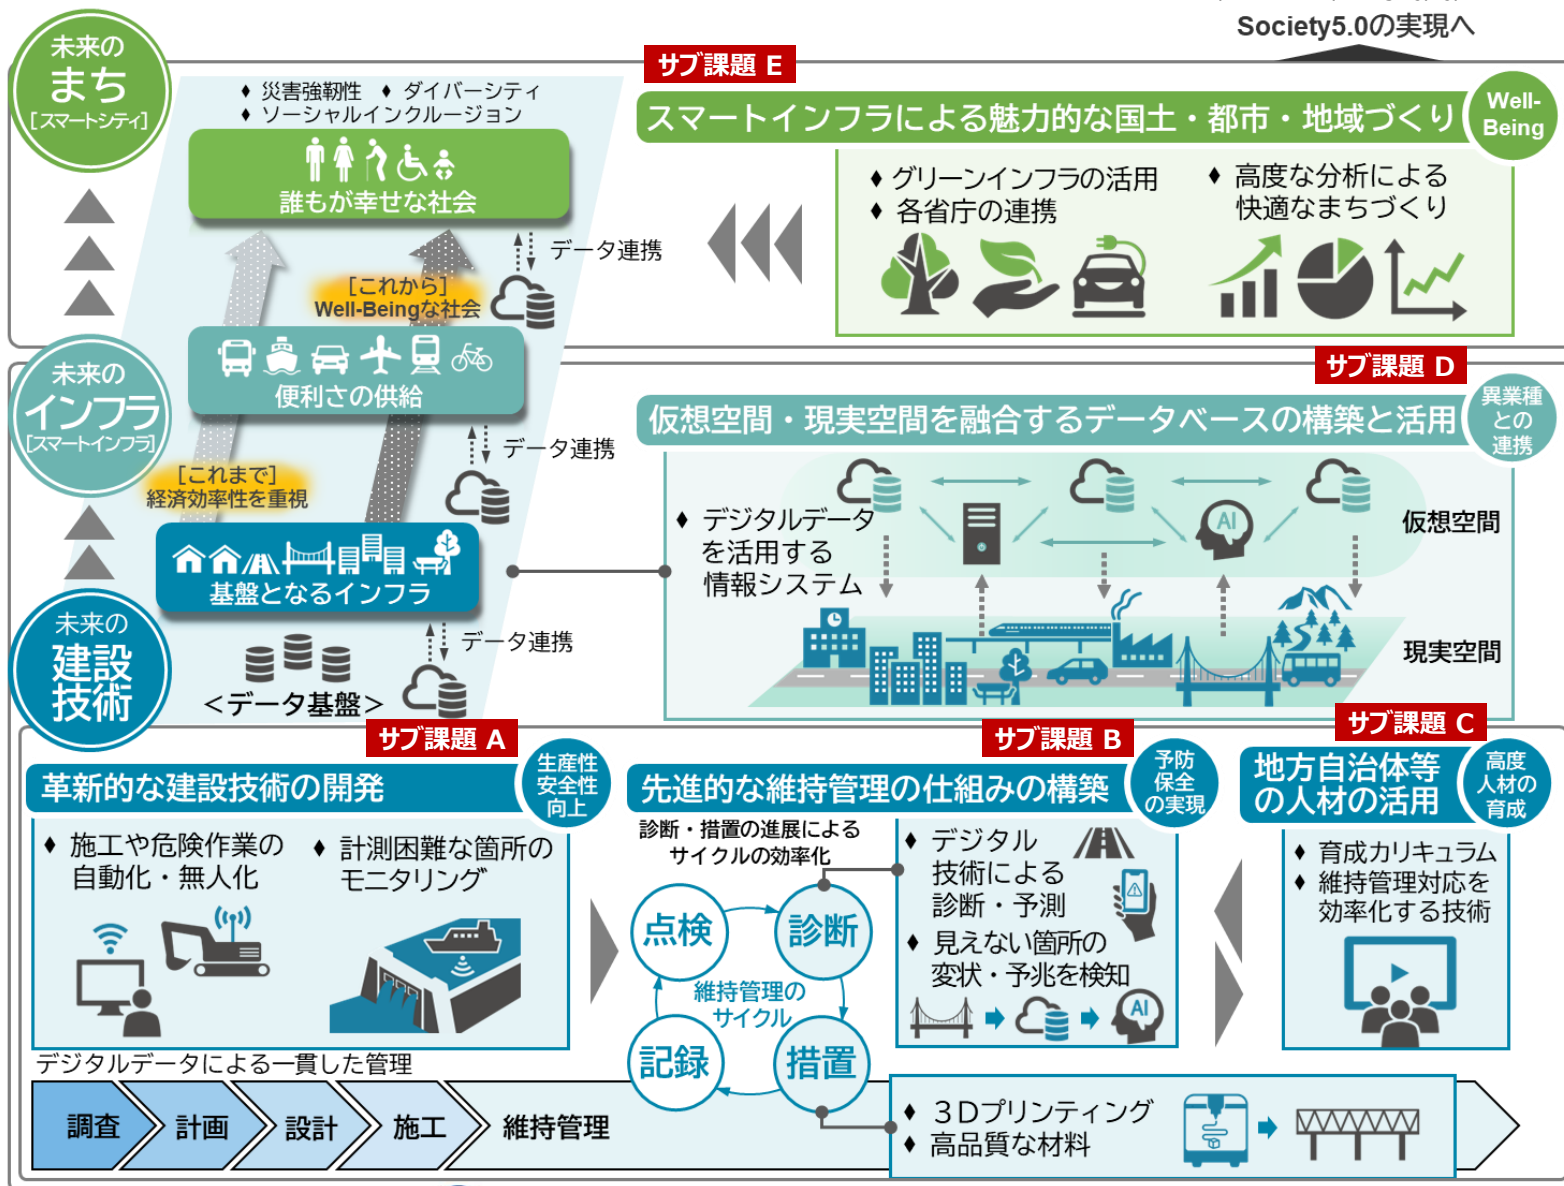 Society5.0の実現へ
未来の
まち
[スマートシティ]
♦ 災害強靭性 ♦ ダイバーシティ
♦ ソーシャルインクルージョン
誰もが幸せな社会
データ連携
[これから]
Well-Beingな社会
サブ課題 E
スマートインフラによる魅力的な国土・都市・地域づくり
Well-
Being
♦ グリーンインフラの活用
♦ 各省庁の連携
♦ 高度な分析による
快適なまちづくり
未来の
インフラ
[スマートインフラ]
便利さの供給
データ連携
[これまで]
経済効率性を重視
基盤となるインフラ
サブ課題 D
仮想空間・現実空間を融合するデータベースの構築と活用
異業種
との
連携
♦ デジタルデータ
を活用する
情報システム
AI
仮想空間
現実空間
未来の
建設
技術
データ連携
＜データ基盤＞
サブ課題 A
革新的な建設技術の開発
生産性
安全性
向上
♦ 施工や危険作業の
自動化・無人化
♦ 計測困難な箇所の
モニタリング
サブ課題 B
先進的な維持管理の仕組みの構築
予防
保全
の実現
診断・措置の進展による
サイクルの効率化
点検
診断
維持管理の
サイクル
記録
措置
♦ デジタル
技術による
診断・予測
♦ 見えない箇所の
変状・予兆を検知
AI
サブ課題 C
地方自治体等
の人材の活用
高度
人材の
育成
♦ 育成カリキュラム
♦ 維持管理対応を
効率化する技術
デジタルデータによる一貫した管理
調査
計画
設計
施工
維持管理
♦ ３Dプリンティング
♦ 高品質な材料